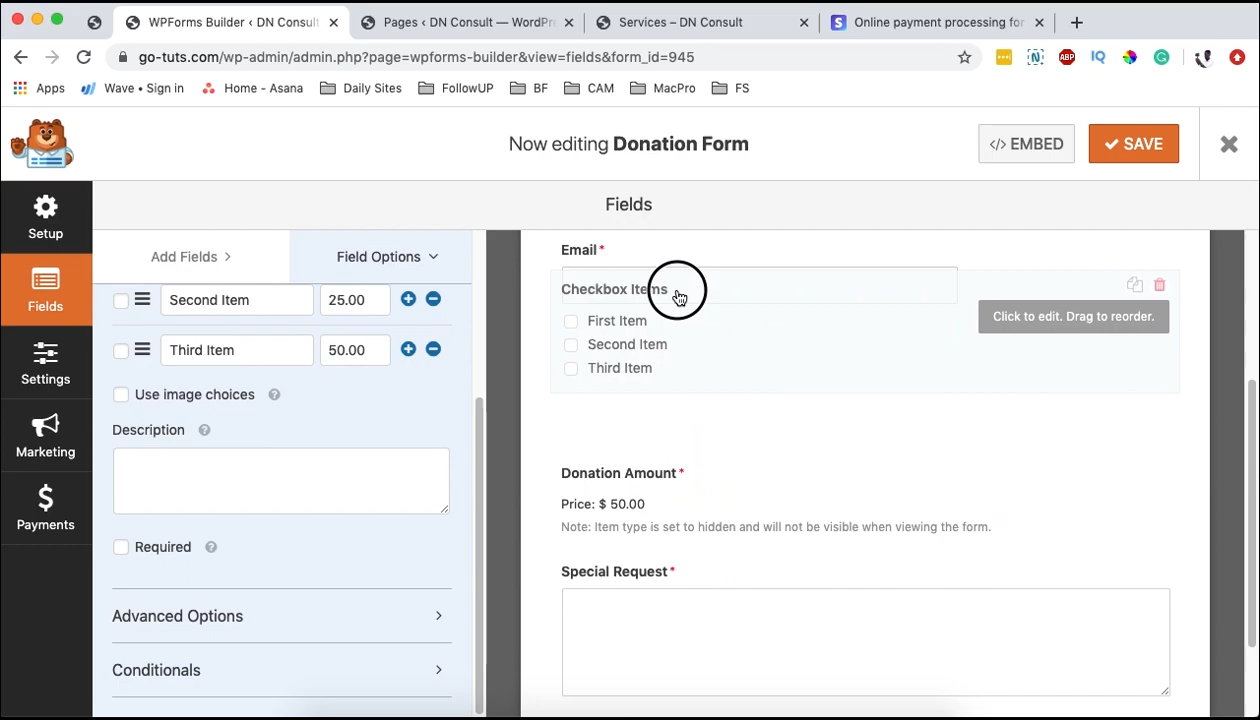 WPForms Builder ‹ DN Consult
Pages ‹ DN Consult — WordPre
Services – DN Consult
Online payment processing for
go-tuts.com/wp-admin/admin.php?page=wpforms-builder&view=fields&form_id=945
Apps
Wave • Sign in
Home - Asana
Daily Sites
FollowUP
BF
CAM
MacPro
FS
Now editing Donation Form
</> EMBED
SAVE
Setup
Fields
Settings
Marketing
Payments
Fields
Add Fields
Field Options
Second Item 25.00
Third Item 50.00
Use image choices
Description
Required
Advanced Options
Conditionals
Email*
Checkbox Items
First Item
Second Item
Third Item
Click to edit. Drag to reorder.
Donation Amount*
Price: $ 50.00
Note: Item type is set to hidden and will not be visible when viewing the form.
Special Request*